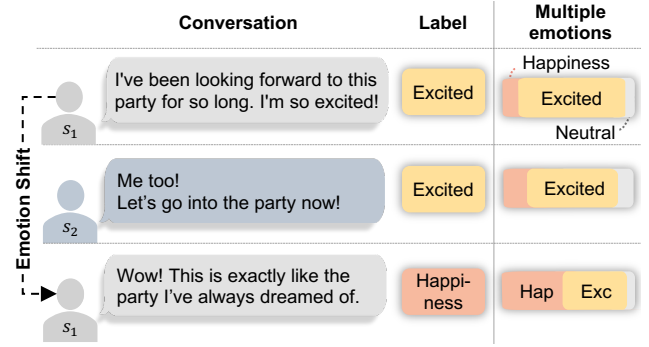 Conversation
Label
Multiple
emotions
I've been looking forward to this
party for so long. I'm so excited!
Excited
Happiness
Excited
Neutral
s₁
Me too!
Let's go into the party now!
Excited
Excited
s₂
Emotion Shift
Wow! This is exactly like the
party I've always dreamed of.
Happi-
ness
Hap
Exc
s₁